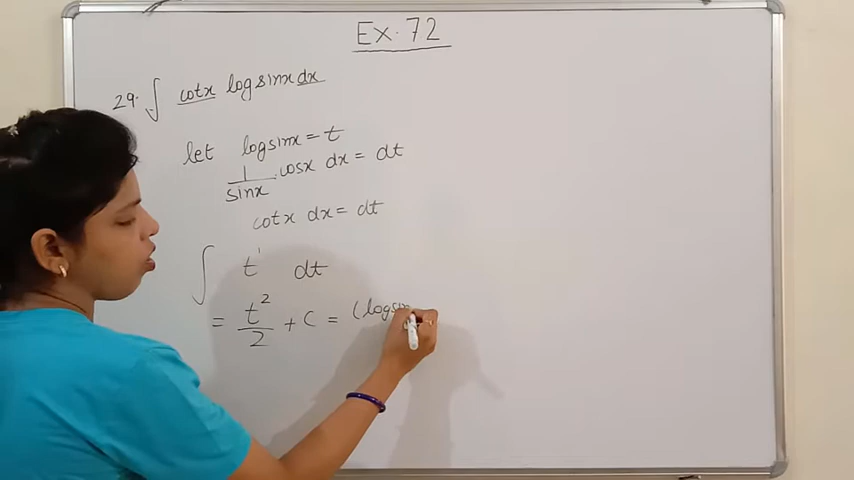 Ex. 72
29. ∫ cotx logsinx dx
let logsinx = t
1/sinx . cosx dx = dt
cotx dx = dt
∫ t¹ dt
= t²/2 + C = (logsin